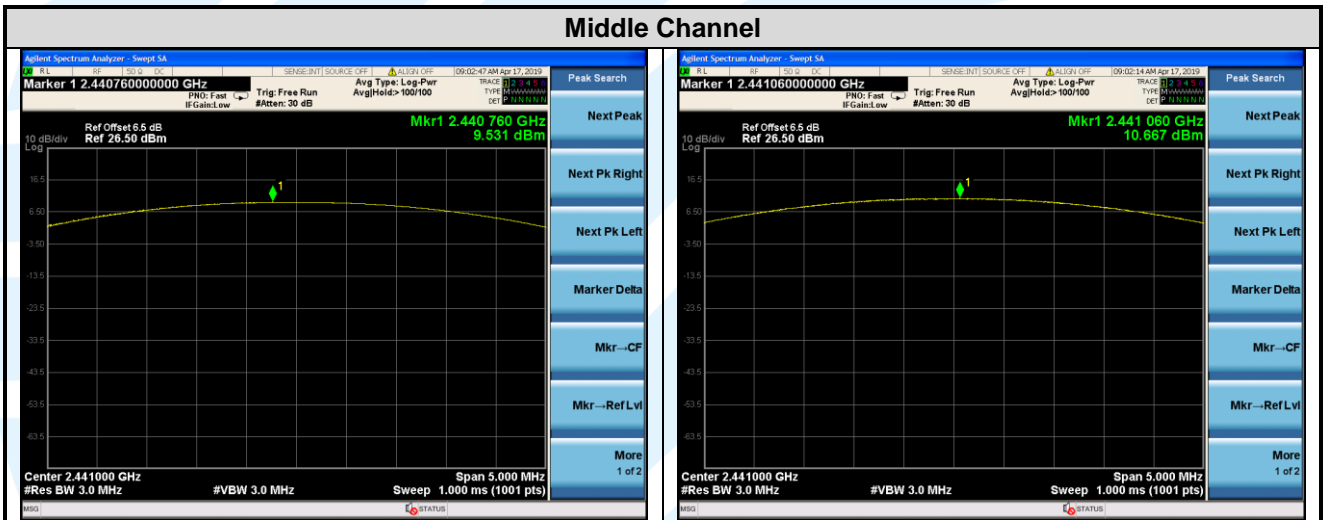 Middle Channel
Agilent Spectrum Analyzer - Swept SA
RL RF 50 Ω DC SENSE:INT SOURCE OFF ALIGN OFF 09:02:47 AM Apr 17, 2019
Marker 1 2.440760000000 GHz
PNO: Fast
IFGain:Low
Trig: Free Run
#Atten: 30 dB
Avg Type: Log-Pwr
Avg|Hold:>100/100
TRACE 1 2 3 4 5 6
TYPE M
DET P N N N N N
Mkr1 2.440 760 GHz
9.531 dBm
Ref Offset 6.5 dB
10 dB/div Ref 26.50 dBm
Log
16.5
6.50
-3.50
-13.5
-23.5
-33.5
-43.5
-53.5
-63.5
1
Center 2.441000 GHz Span 5.000 MHz
#Res BW 3.0 MHz #VBW 3.0 MHz Sweep 1.000 ms (1001 pts)
MSG STATUS
Peak Search
Next Peak
Next Pk Right
Next Pk Left
Marker Delta
Mkr→CF
Mkr→Ref Lvl
More
1 of 2
Agilent Spectrum Analyzer - Swept SA
RL RF 50 Ω DC SENSE:INT SOURCE OFF ALIGN OFF 09:02:14 AM Apr 17, 2019
Marker 1 2.441060000000 GHz
PNO: Fast
IFGain:Low
Trig: Free Run
#Atten: 30 dB
Avg Type: Log-Pwr
Avg|Hold:>100/100
TRACE 1 2 3 4 5 6
TYPE M
DET P N N N N N
Mkr1 2.441 060 GHz
10.667 dBm
Ref Offset 6.5 dB
10 dB/div Ref 26.50 dBm
Log
16.5
6.50
-3.50
-13.5
-23.5
-33.5
-43.5
-53.5
-63.5
1
Center 2.441000 GHz Span 5.000 MHz
#Res BW 3.0 MHz #VBW 3.0 MHz Sweep 1.000 ms (1001 pts)
MSG STATUS
Peak Search
Next Peak
Next Pk Right
Next Pk Left
Marker Delta
Mkr→CF
Mkr→Ref Lvl
More
1 of 2